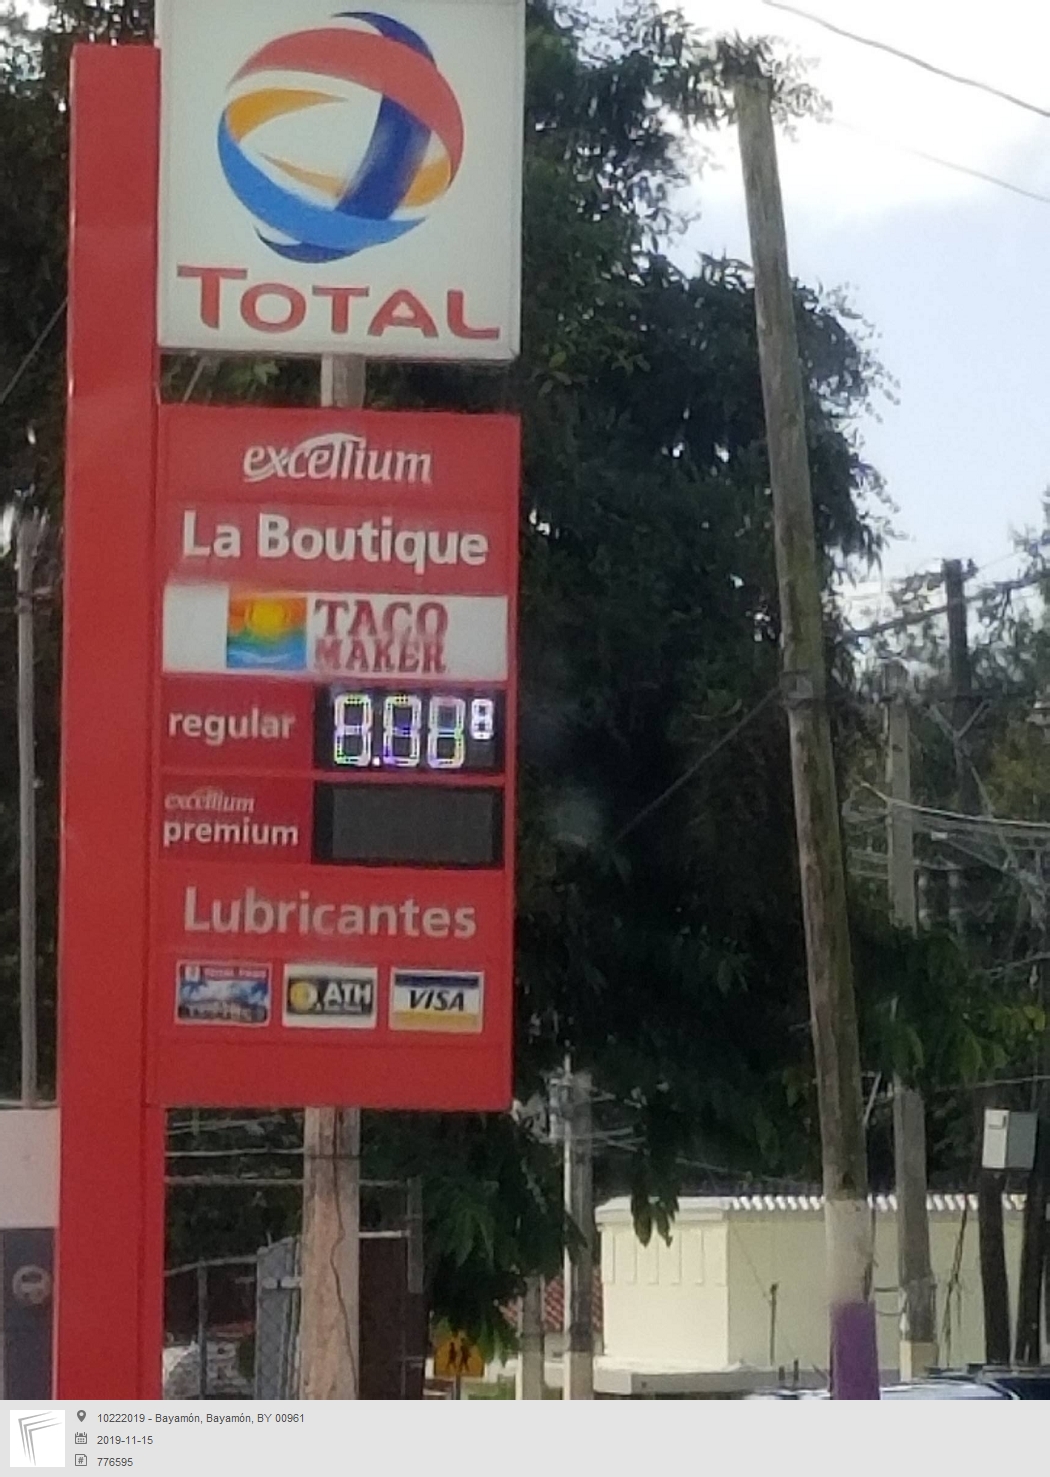 TOTAL
excellium
La Boutique
TACO
MAKER
regular
excellium
premium
Lubricantes
ATH
VISA
10222019 - Bayamón, Bayamón, BY 00961
2019-11-15
776595